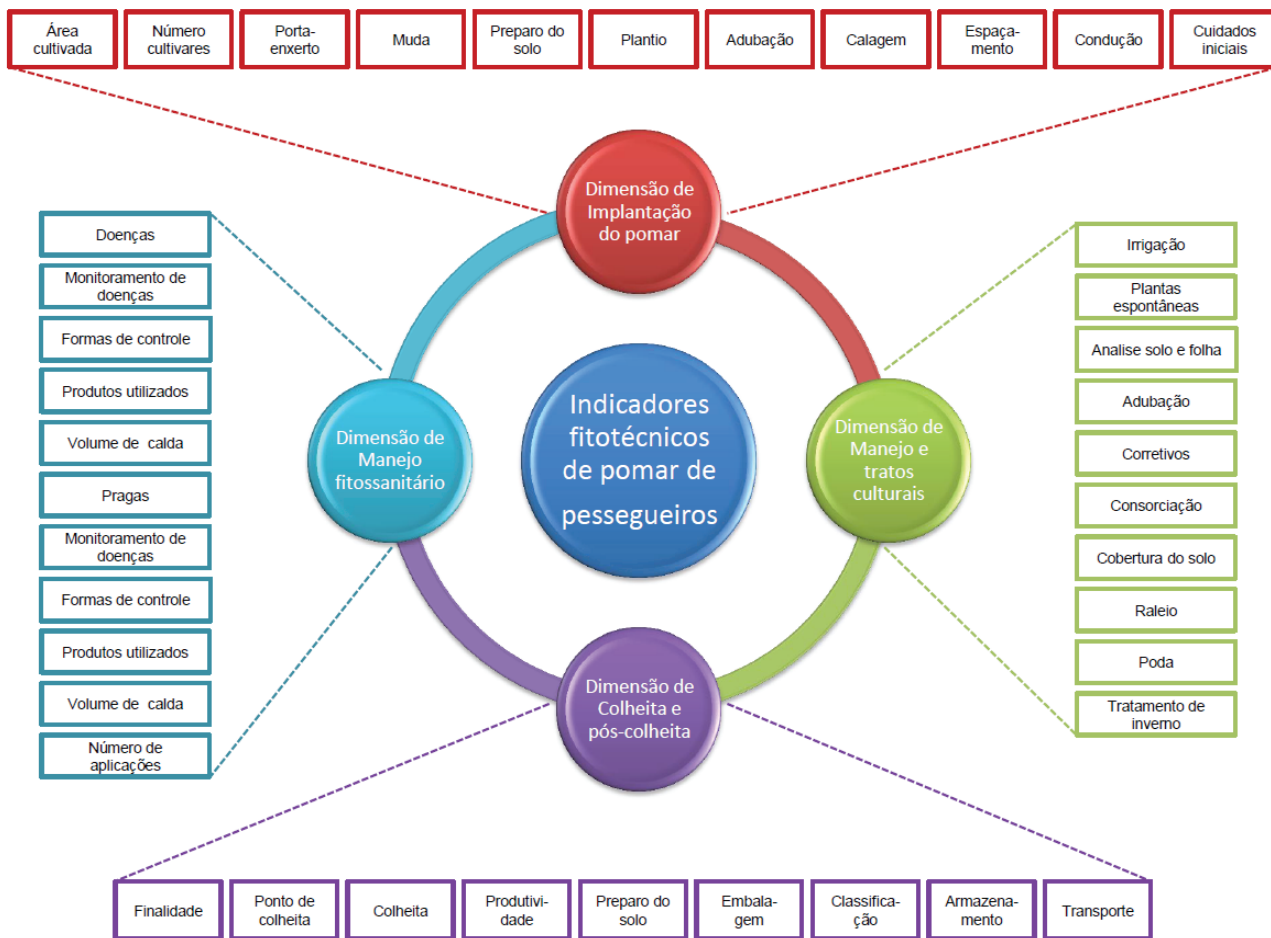 Área
cultivada
Número
cultivares
Porta-
enxerto
Muda
Preparo do
solo
Plantio
Adubação
Calagem
Espaça-
mento
Condução
Cuidados
iniciais
Dimensão de
Implantação
do pomar
Doenças
Monitoramento de
doenças
Formas de controle
Produtos utilizados
Volume de calda
Pragas
Monitoramento de
doenças
Formas de controle
Produtos utilizados
Volume de calda
Número de
aplicações
Dimensão de
Manejo
fitossanitário
Indicadores
fitotécnicos
de pomar de
pessegueiros
Dimensão de
Manejo e
tratos
culturais
Irrigação
Plantas
espontâneas
Analise solo e folha
Adubação
Corretivos
Consorciação
Cobertura do solo
Raleio
Poda
Tratamento de
inverno
Dimensão de
Colheita e
pós-colheita
Finalidade
Ponto de
colheita
Colheita
Produtivi-
dade
Preparo do
solo
Embala-
gem
Classifica-
ção
Armazena-
mento
Transporte